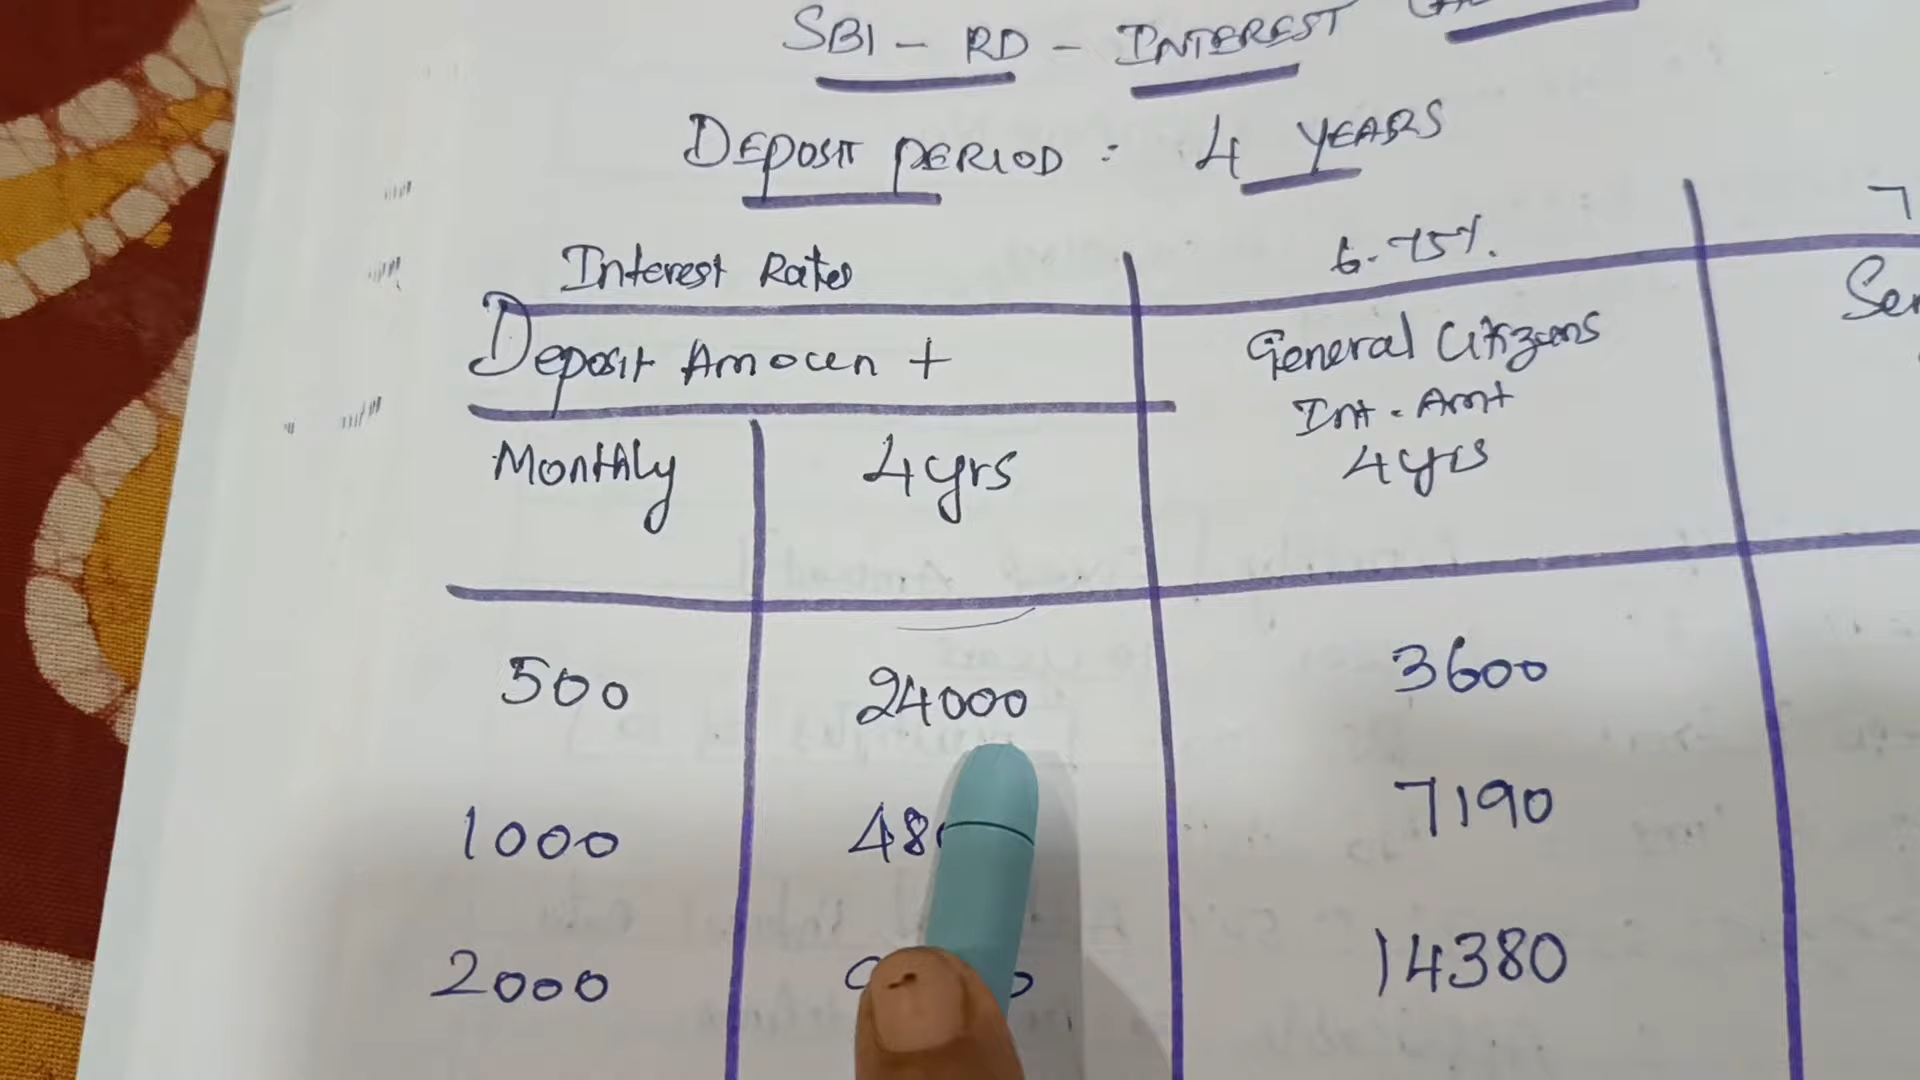 SBI - RD - INTEREST
DEPOSIT PERIOD : 4 YEARS
Interest Rates 6.75%. 7
Deposit Amount General Citizens
Int. Amt
Monthly 4yrs 4yrs
500 24000 3600
1000 7190
2000 14380